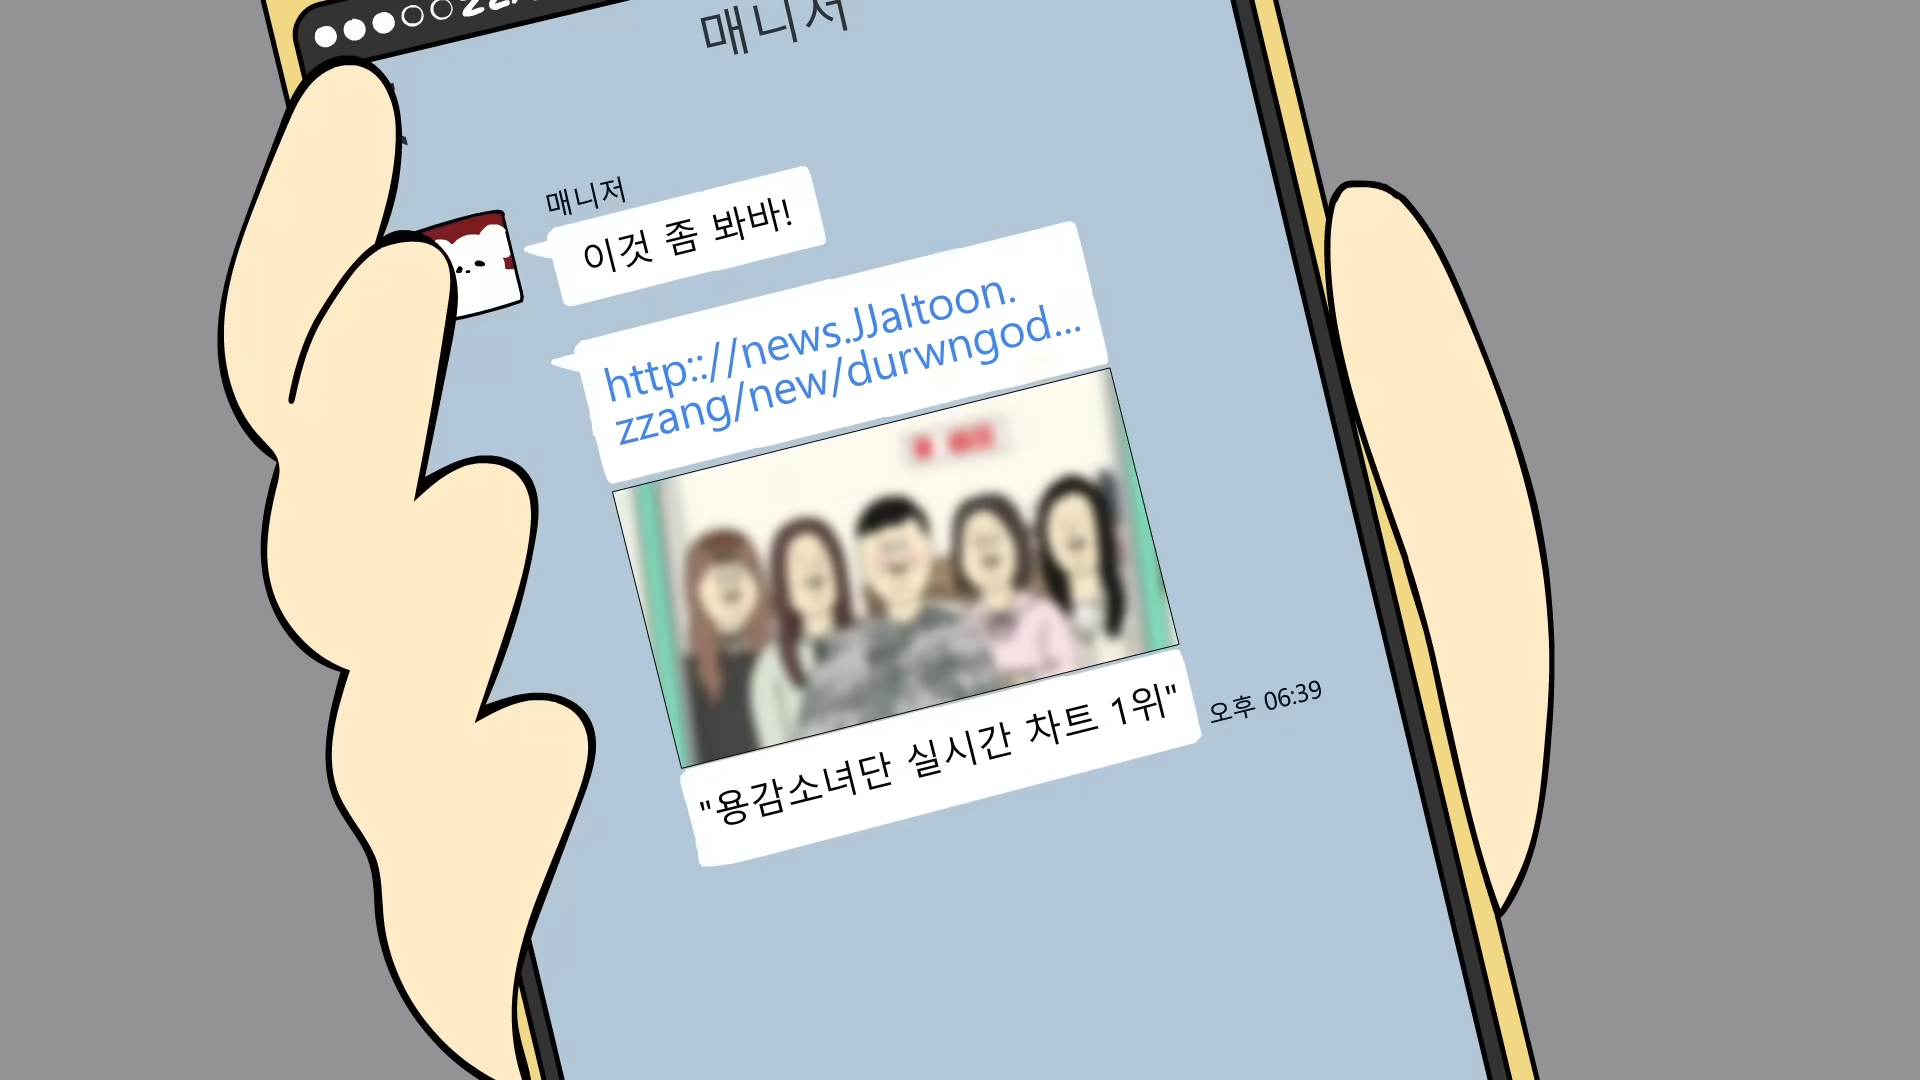 매니저
매니저
이것 좀 봐바!
http:://news.JJaltoon.
zzang/new/durwngod...
"용감소녀단 실시간 차트 1위"
오후 06:39